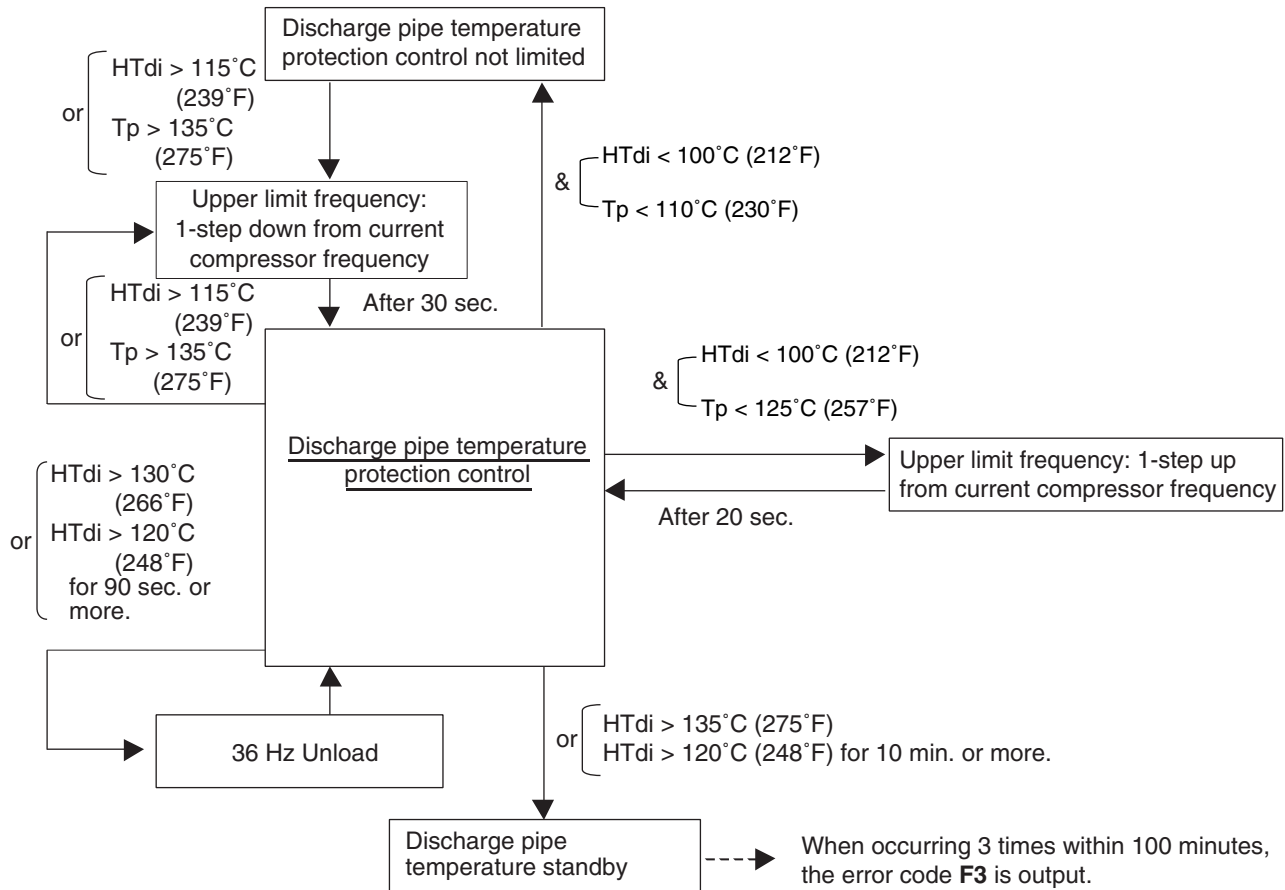 Discharge pipe temperature
protection control not limited
HTdi > 115˚C
(239˚F)
or
Tp > 135˚C
(275˚F)
HTdi < 100˚C (212˚F)
&
Tp < 110˚C (230˚F)
Upper limit frequency:
1-step down from current
compressor frequency
After 30 sec.
HTdi > 115˚C
(239˚F)
or
Tp > 135˚C
(275˚F)
HTdi < 100˚C (212˚F)
&
Tp < 125˚C (257˚F)
Discharge pipe temperature
protection control
Upper limit frequency: 1-step up
from current compressor frequency
After 20 sec.
HTdi > 130˚C
(266˚F)
or
HTdi > 120˚C
(248˚F)
for 90 sec. or
more.
36 Hz Unload
or
HTdi > 135˚C (275˚F)
HTdi > 120˚C (248˚F) for 10 min. or more.
Discharge pipe
temperature standby
When occurring 3 times within 100 minutes,
the error code F3 is output.